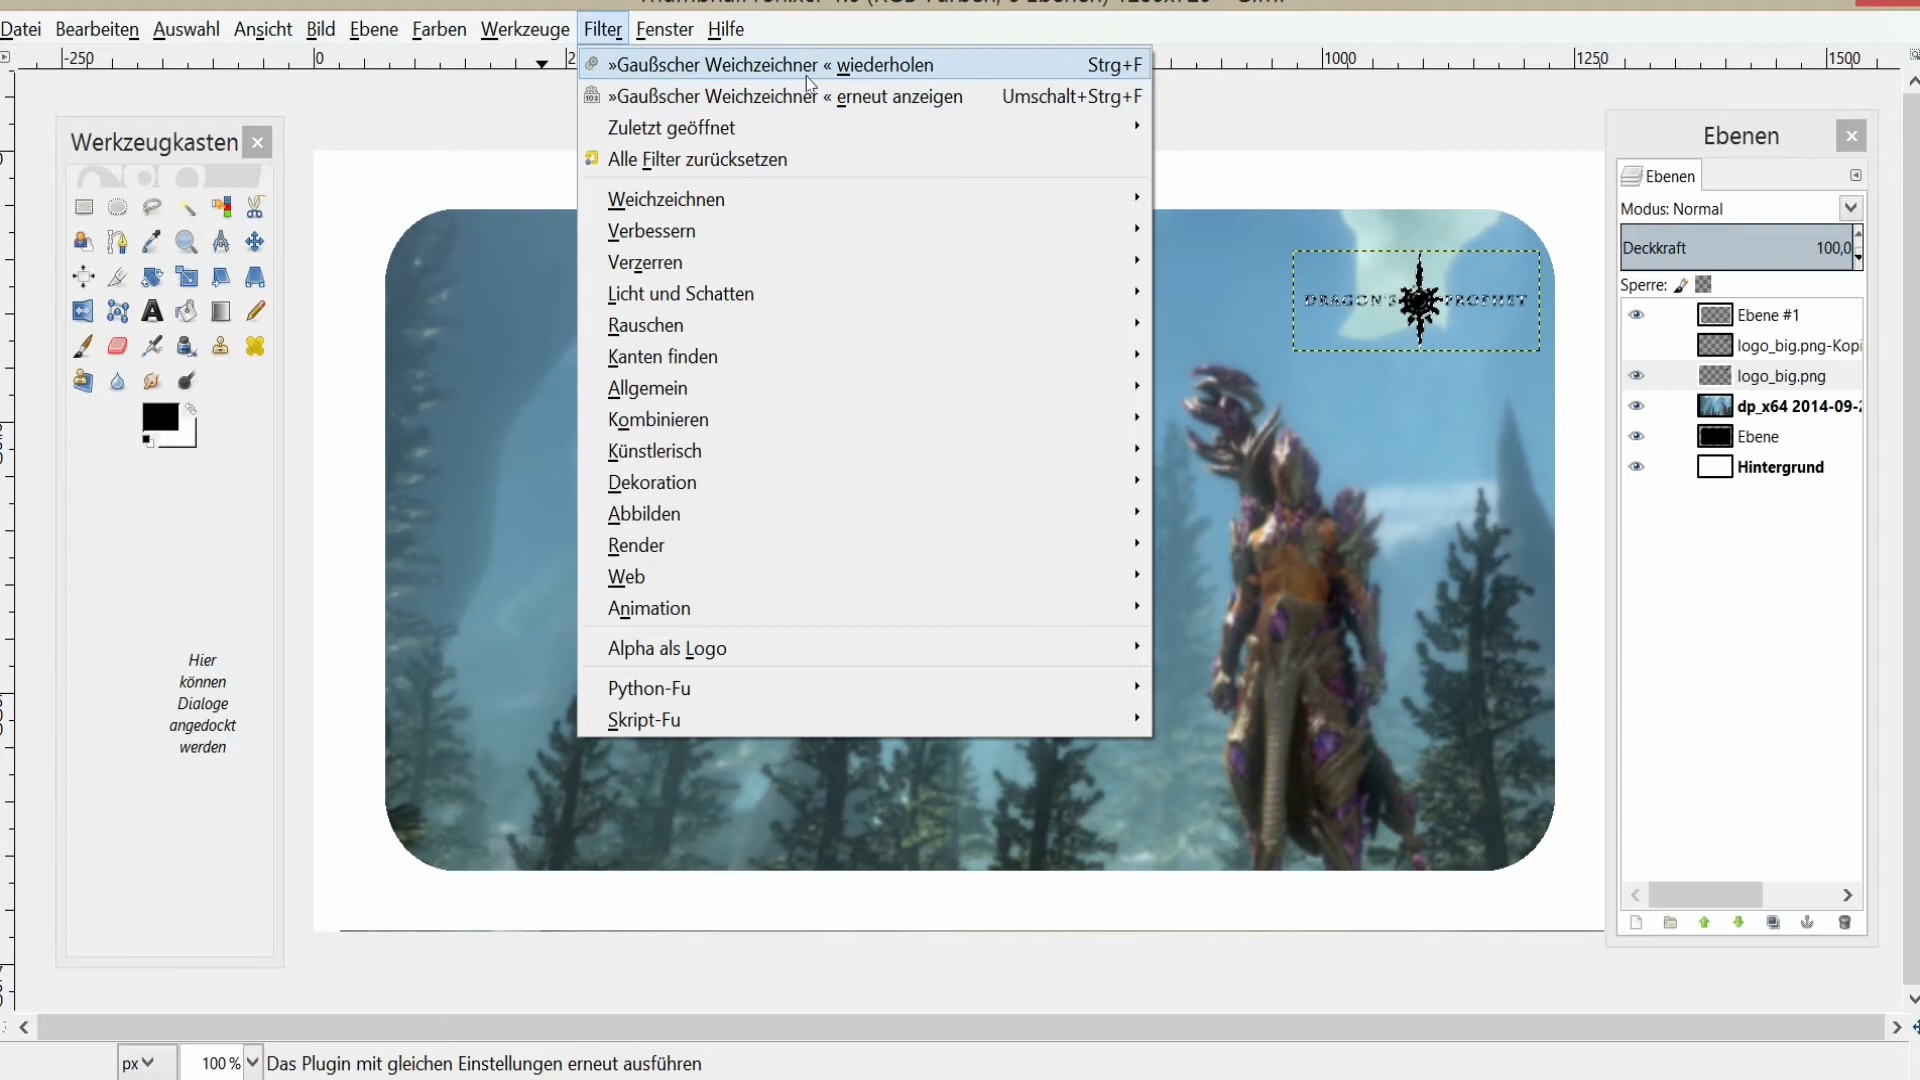 Datei Bearbeiten Auswahl Ansicht Bild Ebene Farben Werkzeuge Filter Fenster Hilfe
-250 0 1000 1250 1500
»Gaußscher Weichzeichner « wiederholen Strg+F
»Gaußscher Weichzeichner « erneut anzeigen Umschalt+Strg+F
Zuletzt geöffnet
Alle Filter zurücksetzen
Weichzeichnen
Verbessern
Verzerren
Licht und Schatten
Rauschen
Kanten finden
Allgemein
Kombinieren
Künstlerisch
Dekoration
Abbilden
Render
Web
Animation
Alpha als Logo
Python-Fu
Skript-Fu
Werkzeugkasten
Hier
können
Dialoge
angedockt
werden
DRAGON'S PROPHET
Ebenen
Ebenen
Modus: Normal
Deckkraft 100,0
Sperre:
Ebene #1
logo_big.png-Kopi
logo_big.png
dp_x64 2014-09-2
Ebene
Hintergrund
px 100 % Das Plugin mit gleichen Einstellungen erneut ausführen